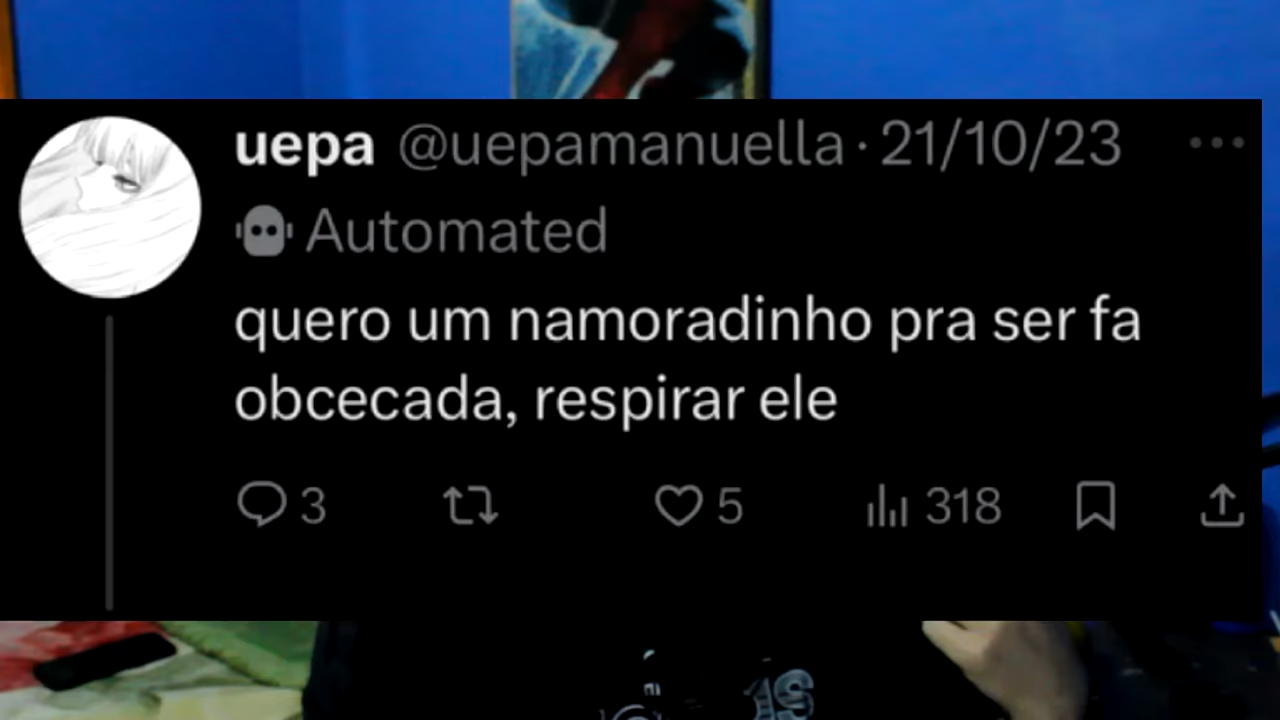 uepa @uepamanuella · 21/10/23
Automated
quero um namoradinho pra ser fa
obcecada, respirar ele
3 5 318